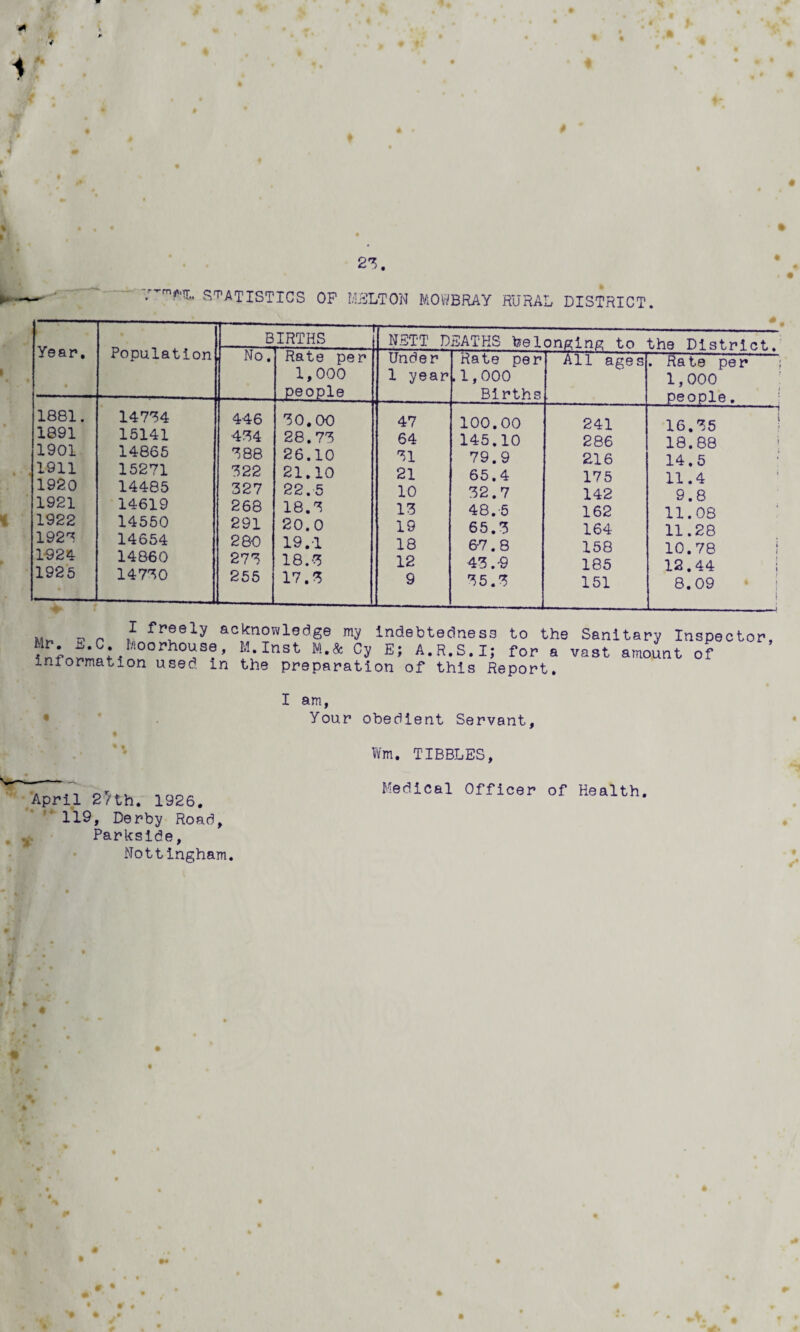 23.
STATISTICS OF MELTON MOWBRAY RURAL DISTRICT.
Year. Population BIRTHS NETT DEATHS belonging to the District.
No. Rate per 1,000 people Under 1 year Rate per 1,000 Births. All ages. Rate per 1,000 people.
1881. 14734 446 30.00 47 100.00 241 16.35
1891 15141 434 28.73 64 145.10 286 18.88
1901 14865 388 26.10 31 79.9 216 14.5
1911 15271 322 21.10 21 65.4 175 11.4
1920 14485 327 22.5 10 32.7 142 9.8
1921 14619 268 18.3 13 48.5 162 11.08
1922 14550 291 20.0 19 65.3 164 11.28
1923 14654 280 19.1 18 67.8 158 10.78
1924 14860 273 18.3 12 43.9 185 12.44
1925 14730 255 17.3 9 35.3 151 8.09
I freely acknowledge my indebtedness to the Sanitary Inspector,
Mr. E.C. Moorhouse, M.Inst M.& Cy E; A.R.S.I; for a vast amount of
information used in the preparation of this Report.
I am,
Your obedient Servant,
Wm. TIBBLES,
Medical Officer of Health.
April 27th. 1926.
119, Derby Road,
Parkside,
Nottingham.